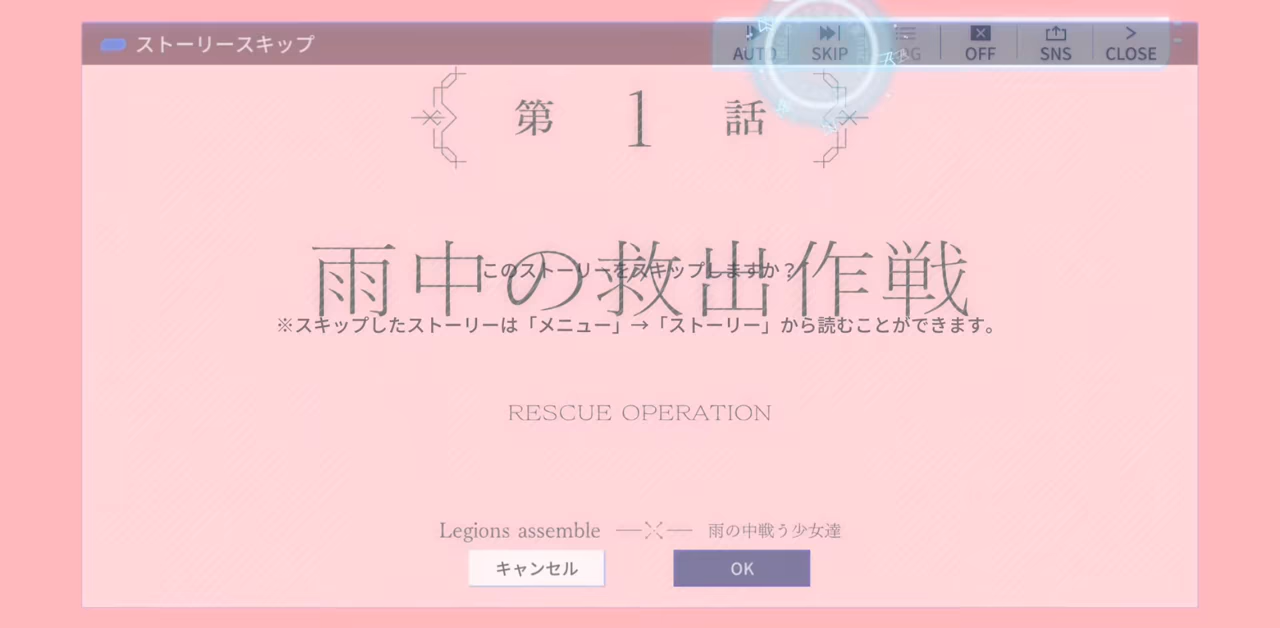 ストーリースキップ
AUTO SKIP OFF SNS CLOSE
第 1 話
雨中の救出作戦
このストーリーをスキップしますか？
※スキップしたストーリーは「メニュー」→「ストーリー」から読むことができます。
RESCUE OPERATION
Legions assemble 雨の中戦う少女達
キャンセル OK